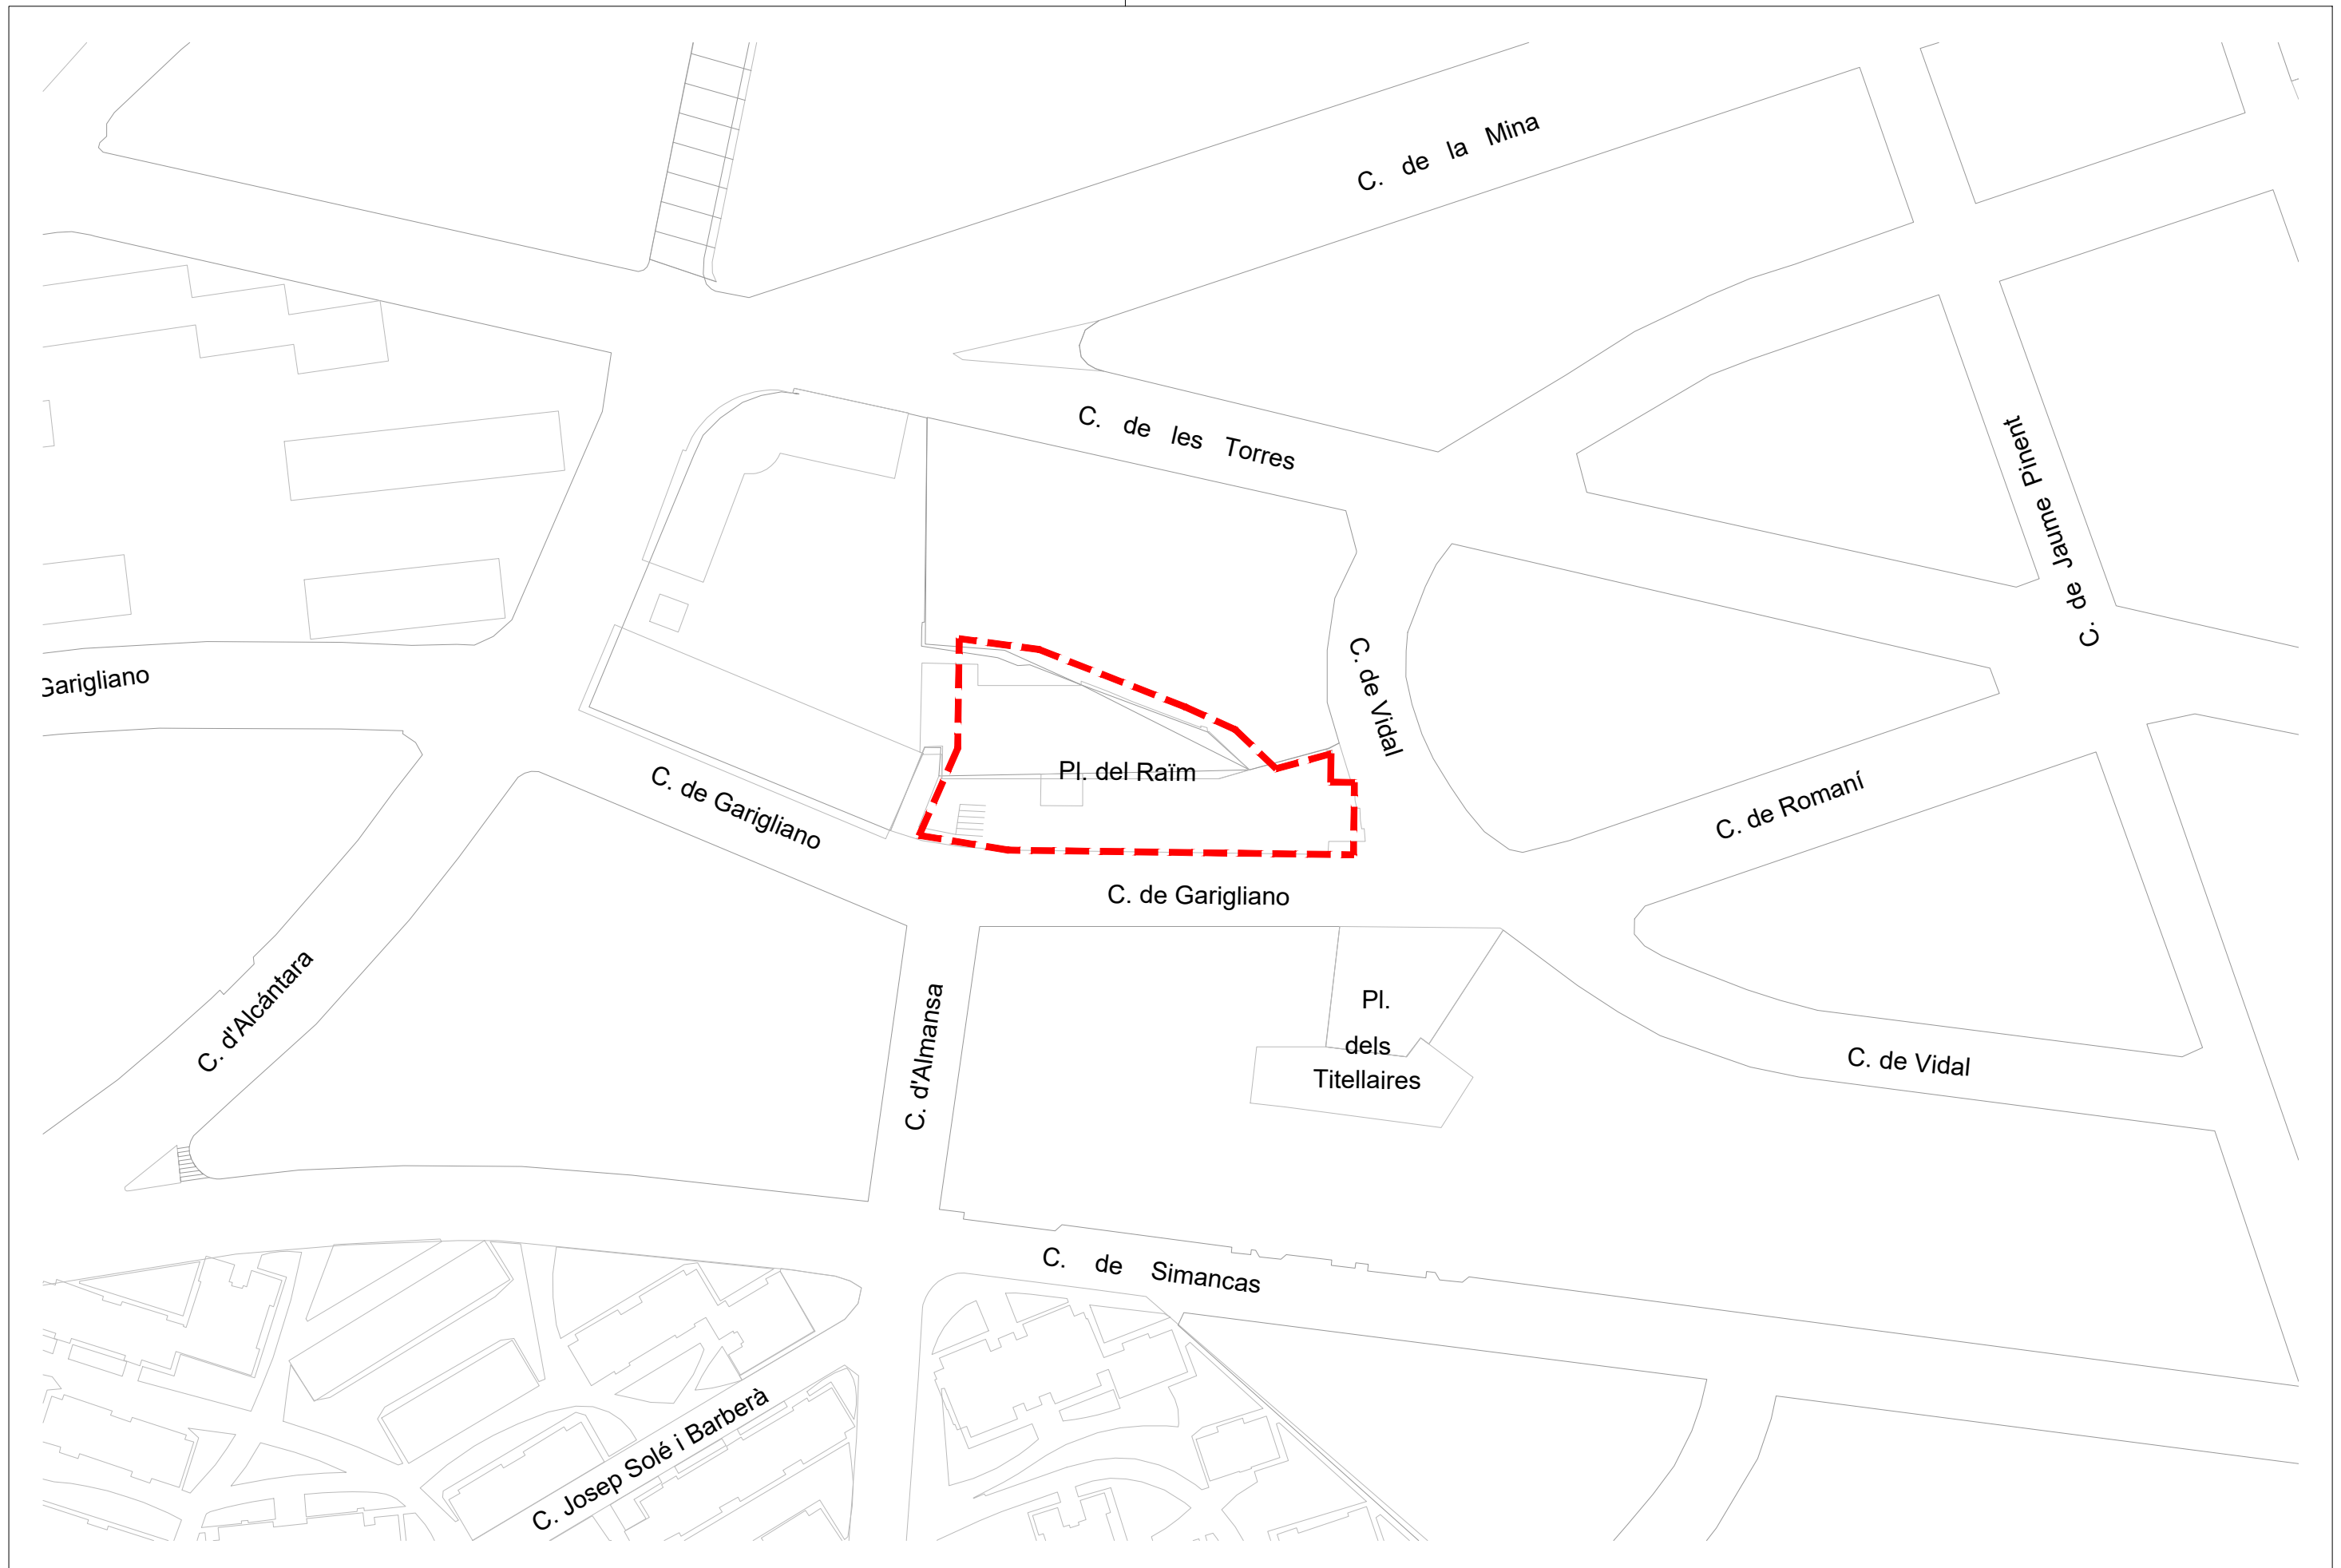 C. de la Mina
C. de les Torres
C. de Jaume Pinent
Garigliano
C. de Vidal
Pl. del Raïm
C. de Garigliano
C. de Romaní
C. de Garigliano
C. d'Alcántara
C. d'Almansa
Pl.
dels
Titellaires
C. de Vidal
C. de Simancas
C. Josep Solé i Barberà